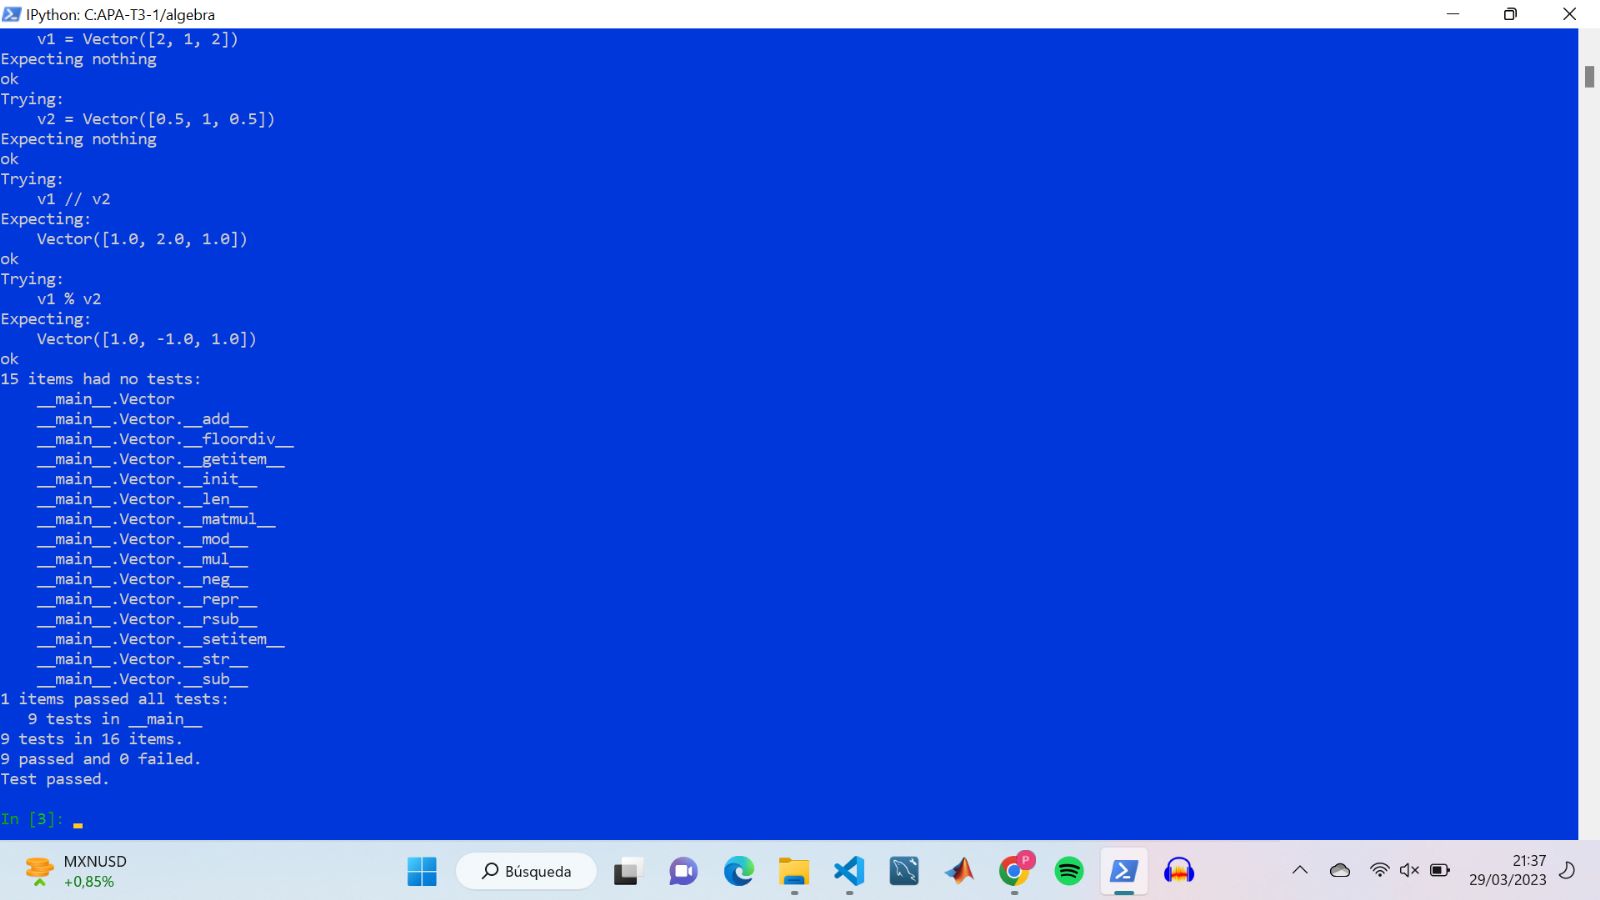 IPython: C:APA-T3-1/algebra
    v1 = Vector([2, 1, 2])
Expecting nothing
ok
Trying:
    v2 = Vector([0.5, 1, 0.5])
Expecting nothing
ok
Trying:
    v1 // v2
Expecting:
    Vector([1.0, 2.0, 1.0])
ok
Trying:
    v1 % v2
Expecting:
    Vector([1.0, -1.0, 1.0])
ok
15 items had no tests:
    __main__.Vector
    __main__.Vector.__add__
    __main__.Vector.__floordiv__
    __main__.Vector.__getitem__
    __main__.Vector.__init__
    __main__.Vector.__len__
    __main__.Vector.__matmul__
    __main__.Vector.__mod__
    __main__.Vector.__mul__
    __main__.Vector.__neg__
    __main__.Vector.__repr__
    __main__.Vector.__rsub__
    __main__.Vector.__setitem__
    __main__.Vector.__str__
    __main__.Vector.__sub__
1 items passed all tests:
   9 tests in __main__
9 tests in 16 items.
9 passed and 0 failed.
Test passed.
In [3]:
MXNUSD
+0,85%
Búsqueda
P
21:37
29/03/2023